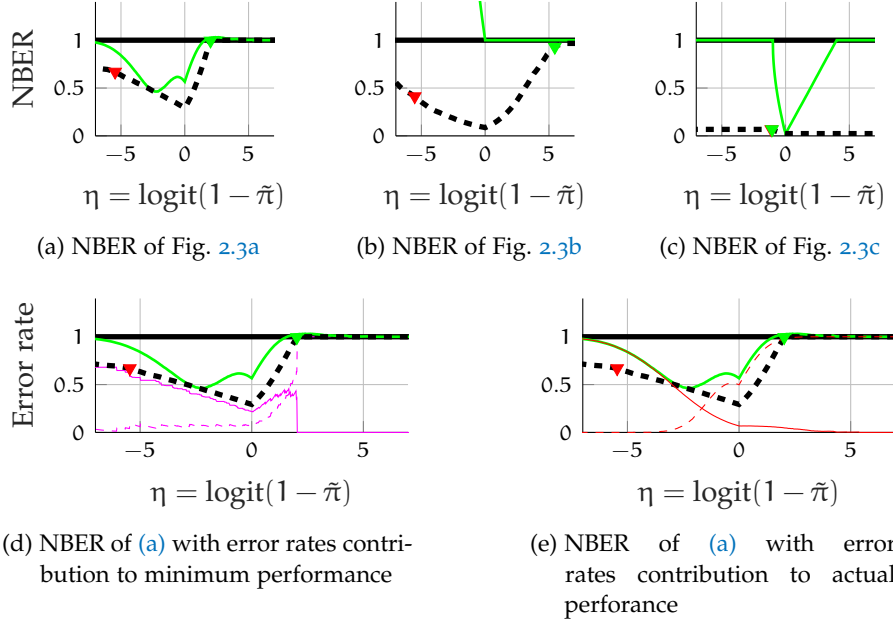 NBER
1
0.5
0
−5
0
5
η = logit(1 − π̃)
(a) NBER of Fig. 2.3a
1
0.5
0
−5
0
5
η = logit(1 − π̃)
(b) NBER of Fig. 2.3b
1
0.5
0
−5
0
5
η = logit(1 − π̃)
(c) NBER of Fig. 2.3c
Error rate
1
0.5
0
−5
0
5
η = logit(1 − π̃)
(d) NBER of (a) with error rates contri-
bution to minimum performance
1
0.5
0
−5
0
5
η = logit(1 − π̃)
(e) NBER of (a) with error
rates contribution to actual
perforance